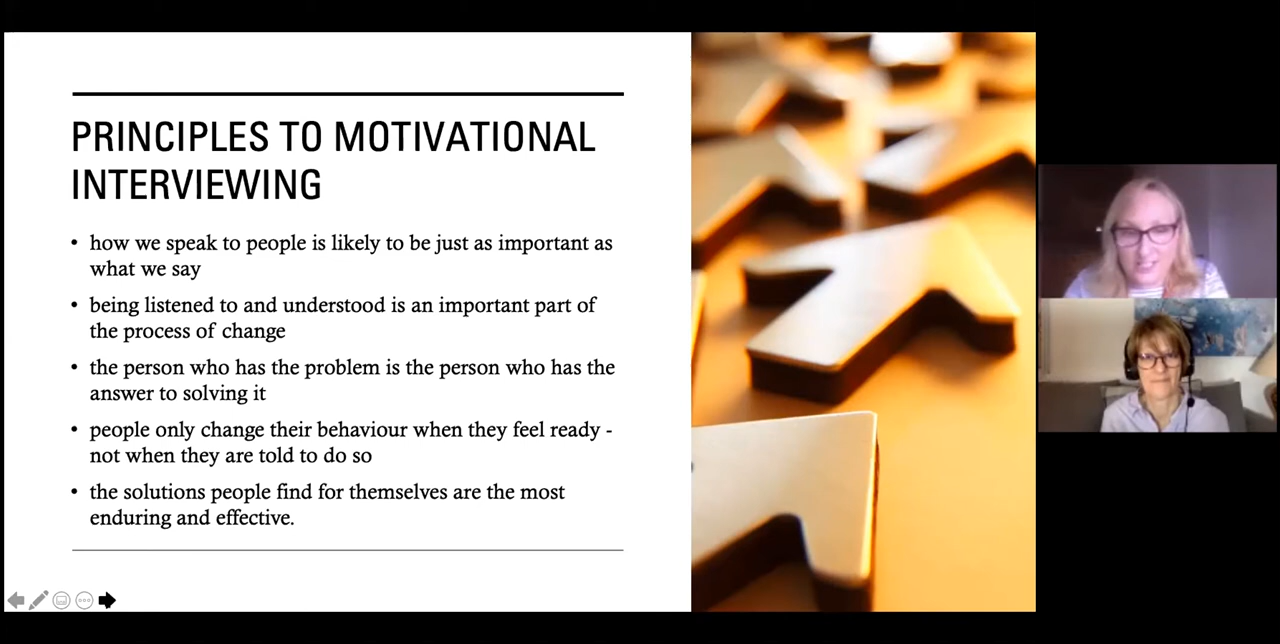 PRINCIPLES TO MOTIVATIONAL
INTERVIEWING
• how we speak to people is likely to be just as important as
what we say
• being listened to and understood is an important part of
the process of change
• the person who has the problem is the person who has the
answer to solving it
• people only change their behaviour when they feel ready -
not when they are told to do so
• the solutions people find for themselves are the most
enduring and effective.